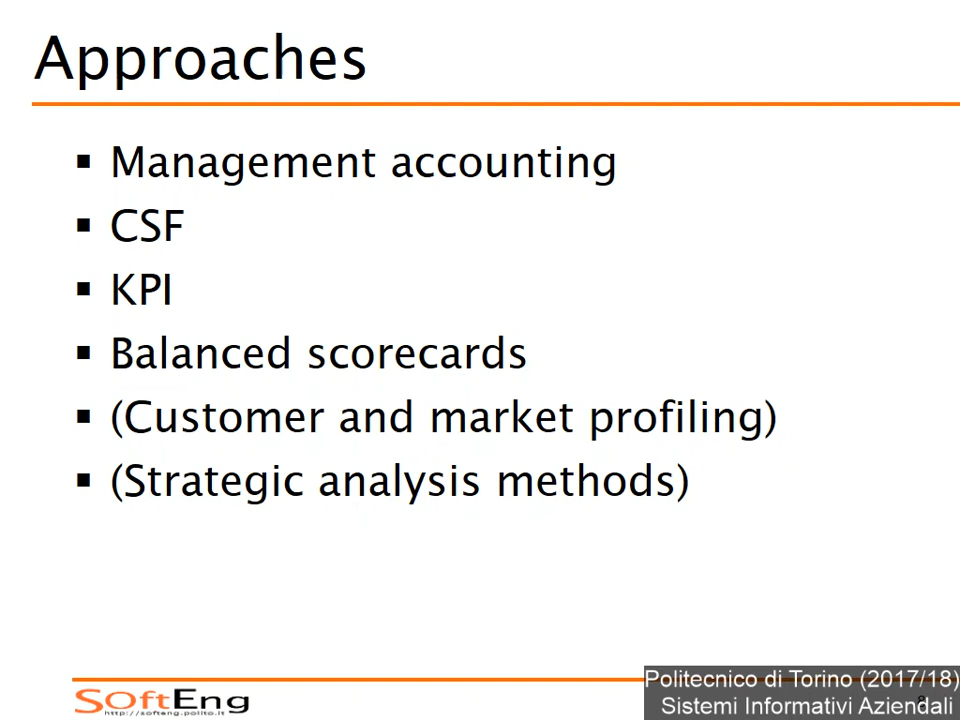 Approaches
▪ Management accounting
▪ CSF
▪ KPI
▪ Balanced scorecards
▪ (Customer and market profiling)
▪ (Strategic analysis methods)
SOftEng
http://softeng.polito.it
Politecnico di Torino (2017/18)
Sistemi Informativi Aziendali